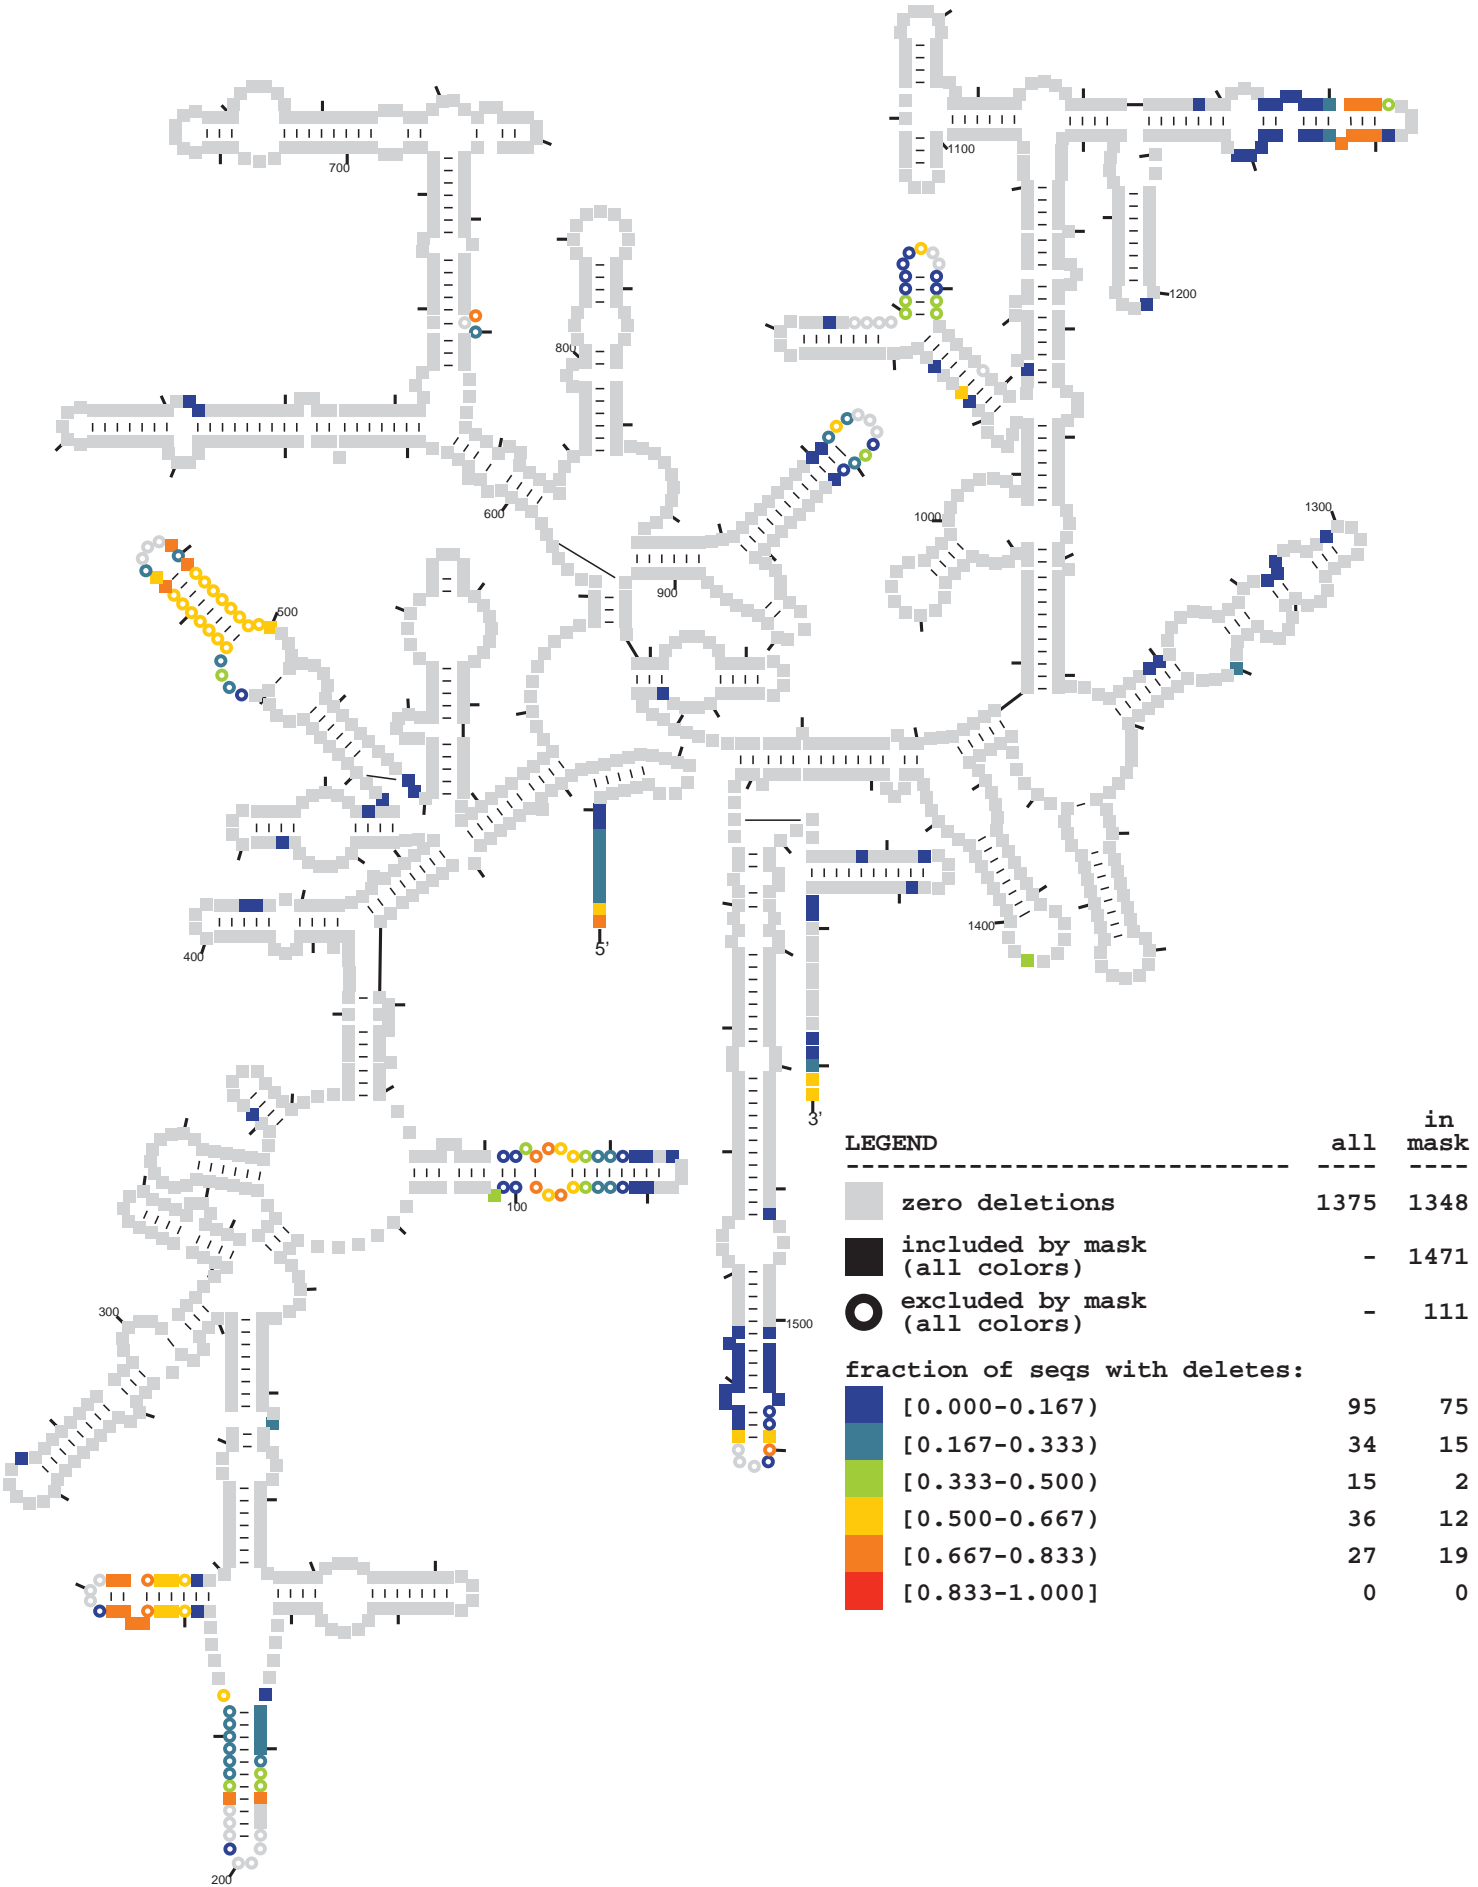 700
1100
1200
800
600
1000
1300
900
500
400
5’
1400
3’
100
300
1500
200
in
LEGEND all mask
------------------------------ ---- ----
zero deletions 1375 1348
included by mask
(all colors) - 1471
excluded by mask
(all colors) - 111
fraction of seqs with deletes:
[0.000-0.167) 95 75
[0.167-0.333) 34 15
[0.333-0.500) 15 2
[0.500-0.667) 36 12
[0.667-0.833) 27 19
[0.833-1.000] 0 0